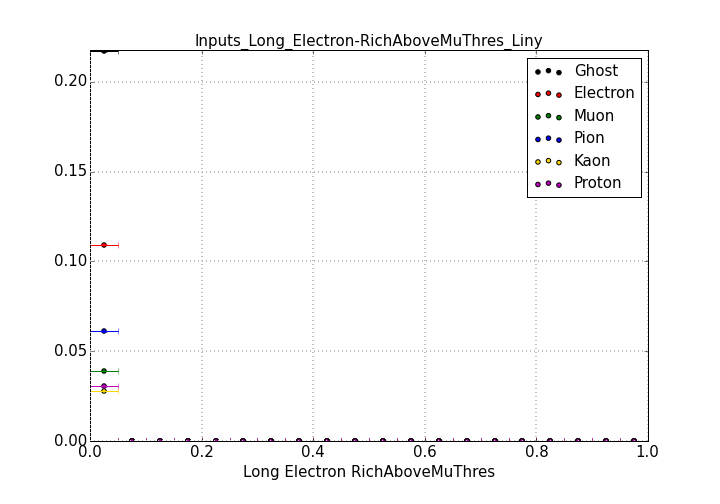 Inputs_Long_Electron-RichAboveMuThres_Liny
0.20
0.15
0.10
0.05
0.00
Ghost
Electron
Muon
Pion
Kaon
Proton
0.0 0.2 0.4 0.6 0.8 1.0
Long Electron RichAboveMuThres